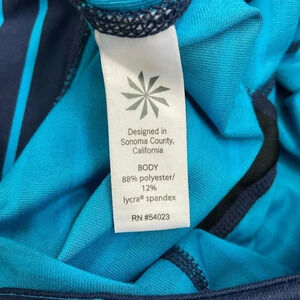 Designed in
Sonoma County,
California
BODY
88% polyester/
12%
lycra® spandex
RN #54023